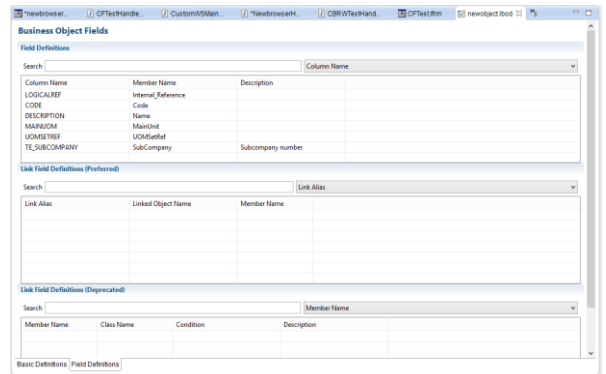 *newbrowser... CFTestHandle... CustomWSMain... *NewbrowserH... CBRWTestHand... CFTest.lfrm newobject.lbod
Business Object Fields
Field Definitions
Search Column Name
Column Name Member Name Description
LOGICALREF Internal_Reference
CODE Code
DESCRIPTION Name
MAINUOM MainUnit
UOMSETREF UOMSetRef
TE_SUBCOMPANY SubCompany Subcompany number
Link Field Definitions (Preferred)
Search Link Alias
Link Alias Linked Object Name Member Name
Link Field Definitions (Deprecated)
Search Member Name
Member Name Class Name Condition Description
Basic Definitions Field Definitions